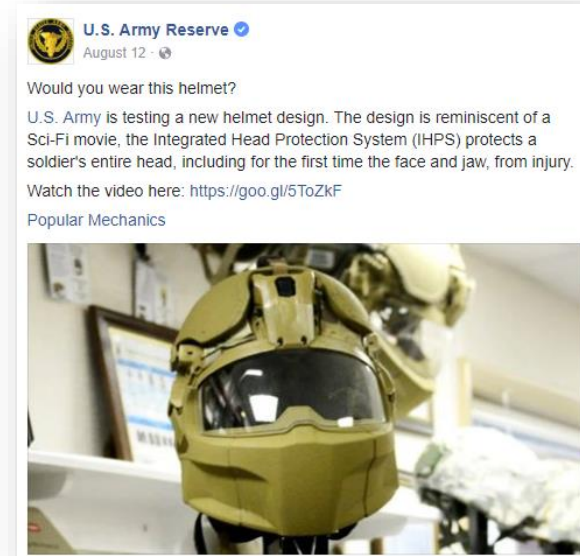 U.S. Army Reserve
August 12 ·
Would you wear this helmet?
U.S. Army is testing a new helmet design. The design is reminiscent of a
Sci-Fi movie, the Integrated Head Protection System (IHPS) protects a
soldier's entire head, including for the first time the face and jaw, from injury.
Watch the video here: https://goo.gl/5ToZkF
Popular Mechanics